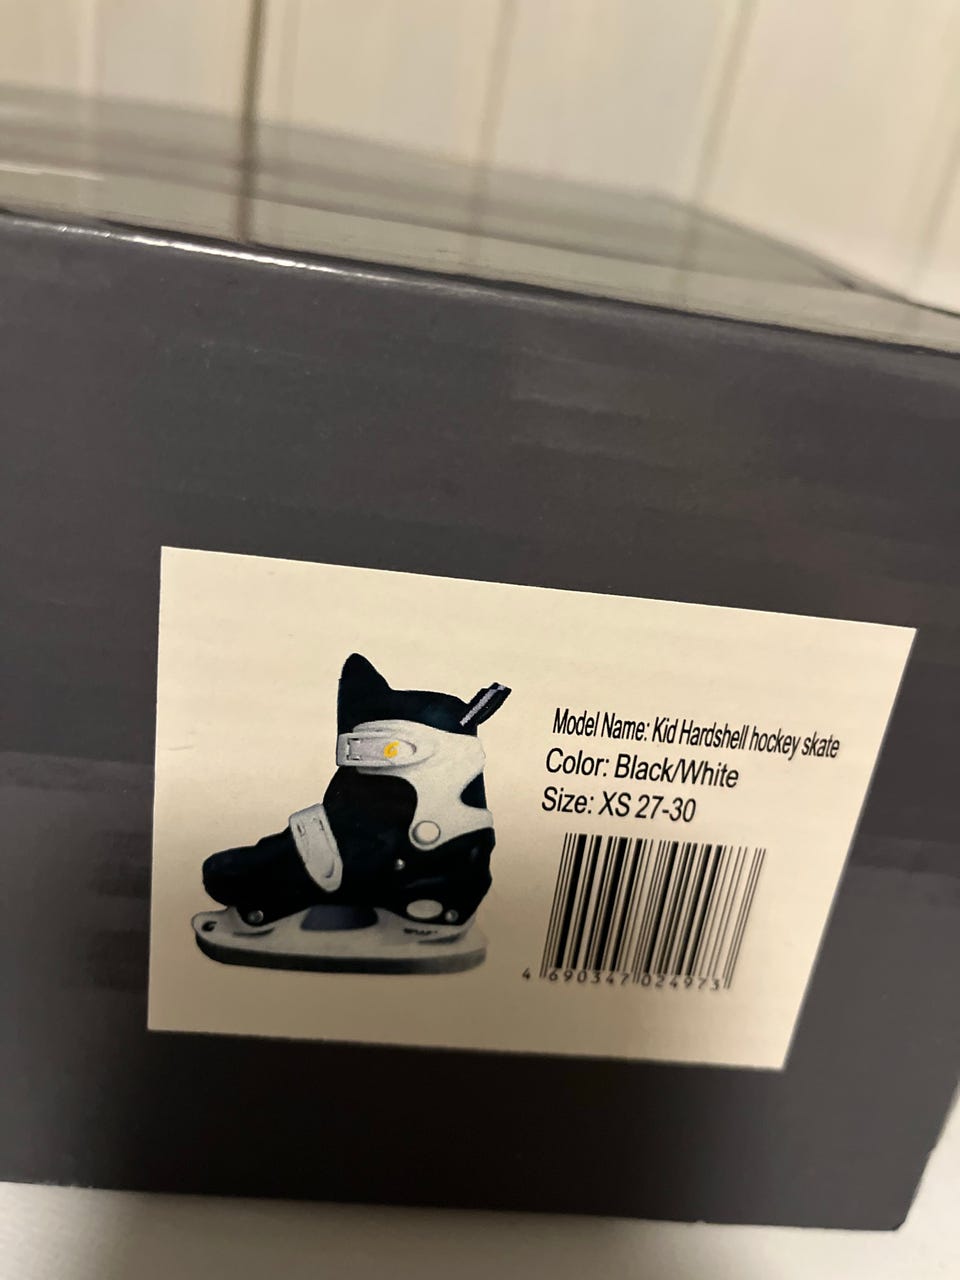 Model Name: Kid Hardshell hockey skate
Color: Black/White
Size: XS 27-30
4 690347 024973